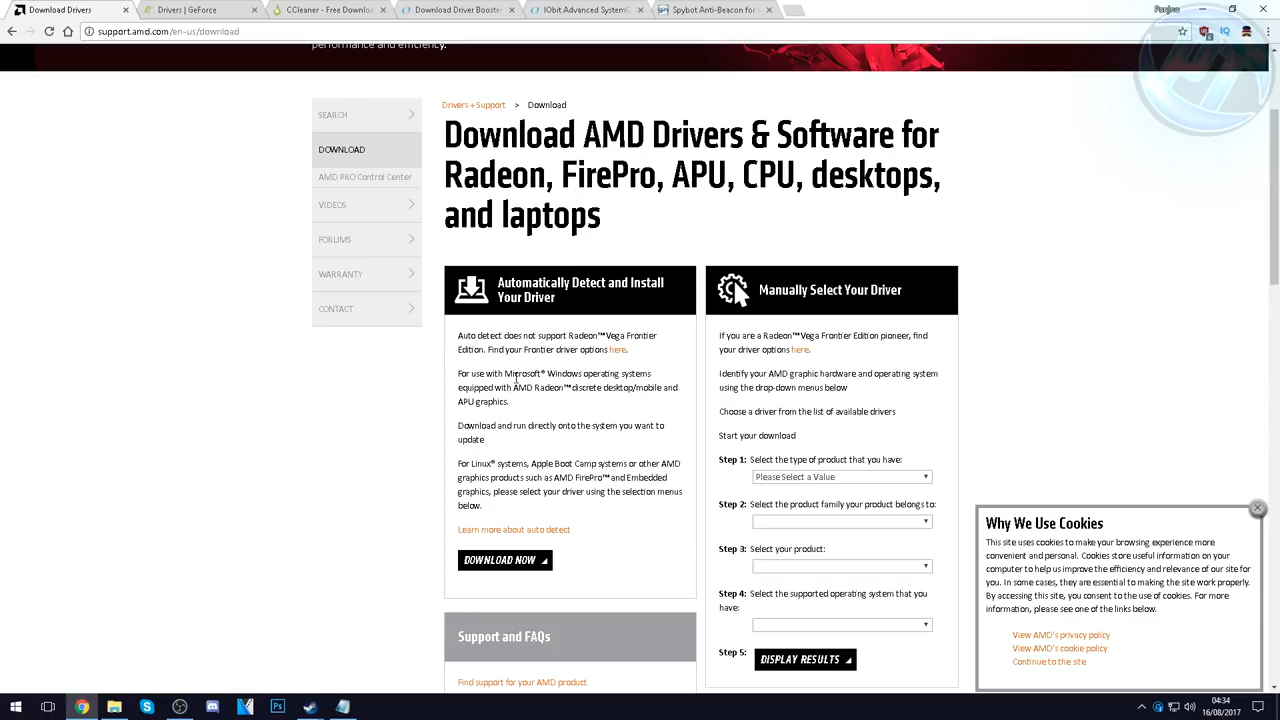 Download Drivers
Drivers | GeForce
CCleaner - Free Downlo
Download Driver Booste
IObit Advanced SystemC
Spybot Anti-Beacon for V
support.amd.com/en-us/download
IQ
performance and efficiency.
SEARCH
DOWNLOAD
AMD PRO Control Center
VIDEOS
FORUMS
WARRANTY
CONTACT
Drivers + Support > Download
Download AMD Drivers & Software for
Radeon, FirePro, APU, CPU, desktops,
and laptops
Automatically Detect and Install
Your Driver
Auto detect does not support Radeon™ Vega Frontier
Edition. Find your Frontier driver options here.
For use with Microsoft® Windows operating systems
equipped with AMD Radeon™ discrete desktop/mobile and
APU graphics.
Download and run directly onto the system you want to
update
For Linux® systems, Apple Boot Camp systems or other AMD
graphics products such as AMD FirePro™ and Embedded
graphics, please select your driver using the selection menus
below.
Learn more about auto detect
DOWNLOAD NOW
Support and FAQs
Find support for your AMD product
Manually Select Your Driver
If you are a Radeon™ Vega Frontier Edition pioneer, find
your driver options here.
Identify your AMD graphic hardware and operating system
using the drop-down menus below
Choose a driver from the list of available drivers
Start your download
Step 1: Select the type of product that you have:
Please Select a Value
Step 2: Select the product family your product belongs to:
Step 3: Select your product:
Step 4: Select the supported operating system that you
have:
Step 5: DISPLAY RESULTS
Why We Use Cookies
This site uses cookies to make your browsing experience more
convenient and personal. Cookies store useful information on your
computer to help us improve the efficiency and relevance of our site for
you. In some cases, they are essential to making the site work properly.
By accessing this site, you consent to the use of cookies. For more
information, please see one of the links below.
View AMD's privacy policy
View AMD's cookie policy
Continue to the site
Ps
04:34
16/08/2017